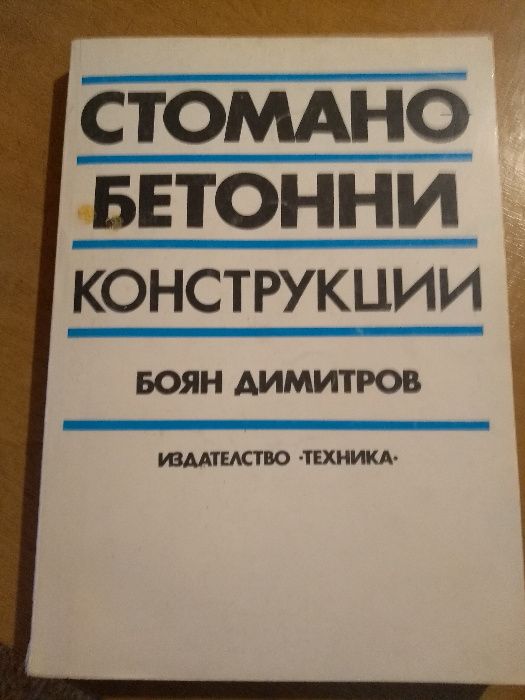 СТОМАНО
БЕТОННИ
КОНСТРУКЦИИ
БОЯН ДИМИТРОВ
ИЗДАТЕЛСТВО •ТЕХНИКА•